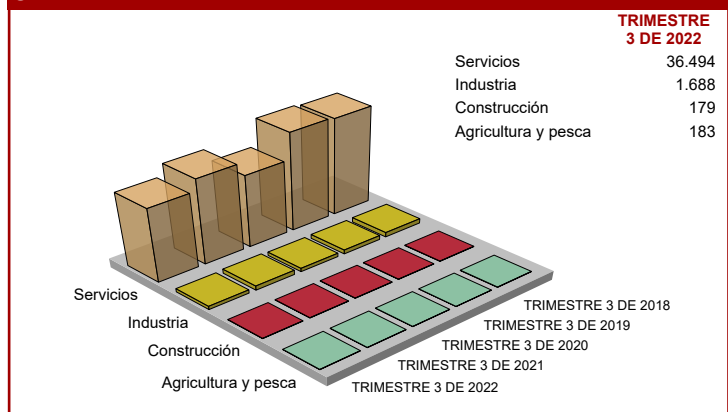 TRIMESTRE
3 DE 2022
Servicios 36.494
Industria 1.688
Construcción 179
Agricultura y pesca 183
Servicios
Industria
Construcción
Agricultura y pesca
TRIMESTRE 3 DE 2018
TRIMESTRE 3 DE 2019
TRIMESTRE 3 DE 2020
TRIMESTRE 3 DE 2021
TRIMESTRE 3 DE 2022